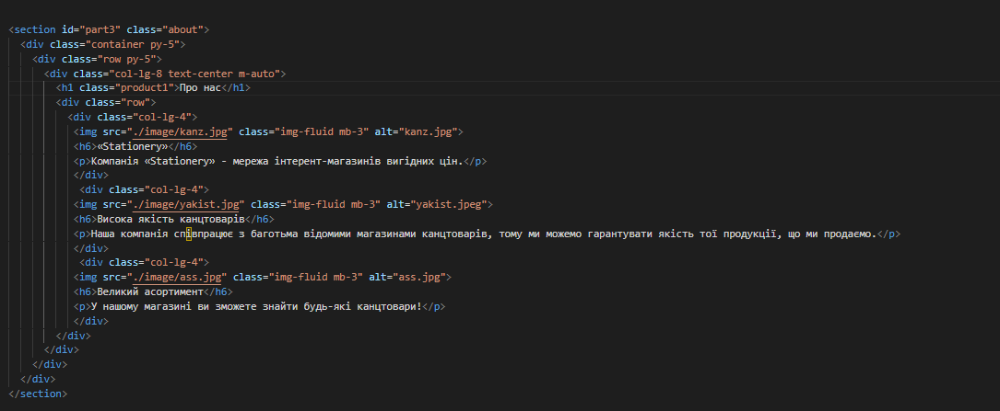 <section id="part3" class="about">
<div class="container py-5">
<div class="row py-5">
<div class="col-lg-8 text-center m-auto">
<h1 class="product1">Про нас</h1>
<div class="row">
<div class="col-lg-4">
<img src="./image/kanz.jpg" class="img-fluid mb-3" alt="kanz.jpg">
<h6>«Stationery»</h6>
<p>Компанія «Stationery» - мережа інтерент-магазинів вигідних цін.</p>
</div>
<div class="col-lg-4">
<img src="./image/yakist.jpg" class="img-fluid mb-3" alt="yakist.jpeg">
<h6>Висока якість канцтоварів</h6>
<p>Наша компанія співпрацює з баготьма відомими магазинами канцтоварів, тому ми можемо гарантувати якість тої продукції, що ми продаємо.</p>
</div>
<div class="col-lg-4">
<img src="./image/ass.jpg" class="img-fluid mb-3" alt="ass.jpg">
<h6>Великий асортимент</h6>
<p>У нашому магазині ви зможете знайти будь-які канцтовари!</p>
</div>
</div>
</div>
</div>
</div>
</section>